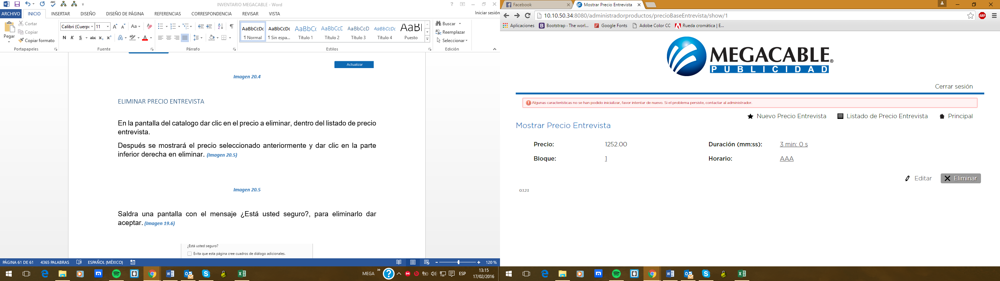 INVENTARIO MEGACABLE - Word
ARCHIVO INICIO INSERTAR DISEÑO DISEÑO DE PÁGINA REFERENCIAS CORRESPONDENCIA REVISAR VISTA Iniciar sesión
Pegar
Cortar
Copiar
Copiar formato
Portapapeles
Calibri (Cuerpo 11
N K S abc x₂ x²
Fuente
Párrafo
AaBbCcDc AaBbCcDc AaBbC AaBbCcE AaBbCcD AaBbCcDc AaBl
¶ Normal ¶ Sin espa... Título 1 Título 2 Título 3 Título 4 Puesto
Estilos
Buscar
Reemplazar
Seleccionar
Edición
Actualizar
Imagen 20.4
ELIMINAR PRECIO ENTREVISTA
En la pantalla del catalogo dar clic en el precio a eliminar, dentro del listado de precio
entrevista.
Después se mostrará el precio seleccionado anteriormente y dar clic en la parte
inferior derecha en eliminar. (Imagen 20.5)
Imagen 20.5
Saldra una pantalla con el mensaje ¿Está usted seguro?, para eliminarlo dar
aceptar. (Imagen 19.6)
¿Está usted seguro?
Evita que esta página cree cuadros de diálogo adicionales.
PÁGINA 61 DE 61 4365 PALABRAS ESPAÑOL (MÉXICO) 120 %
MEGA ESP 13:15
17/02/2016
Facebook Mostrar Precio Entrevista
10.10.50.34:8080/administradorproductos/precioBaseEntrevista/show/1
ABP
Aplicaciones Bootstrap · The worl... Google Fonts Adobe Color CC Rueda cromática | E...
MEGACABLE®
PUBLICIDAD
Cerrar sesión
Algunas características no se han podido inicializar, favor intentar de nuevo. Si el problema persiste, contactar al administrador.
Nuevo Precio Entrevista Listado de Precio Entrevista Principal
Mostrar Precio Entrevista
Precio: 1252.00 Duración (mm:ss): 3 min: 0 s
Bloque: 1 Horario: AAA
Editar Eliminar
0.1.23